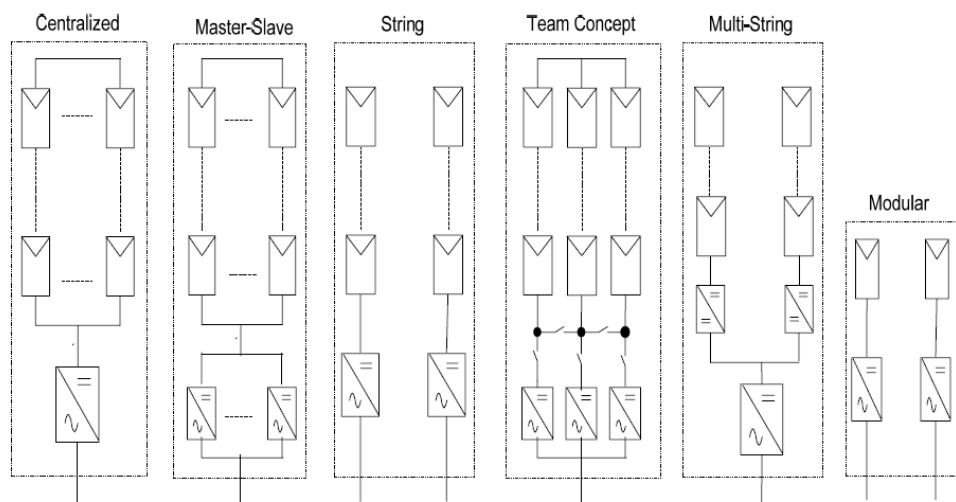 Centralized
Master-Slave
String
Team Concept
Multi-String
Modular